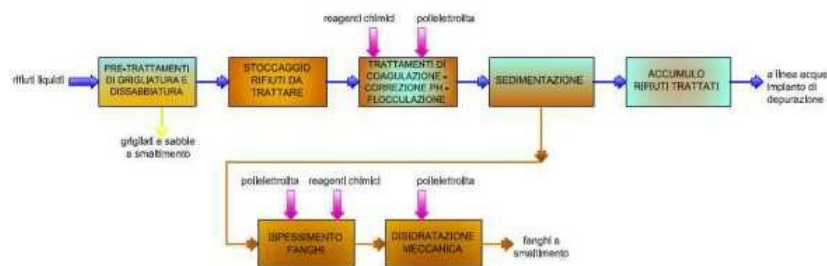 reagenti chimici
polielettrolita
rifiuti liquidi
PRE-TRATTAMENTI
DI GRIGLIATURA E
DISSABBIATURA
STOCCAGGIO
RIFIUTI DA
TRATTARE
TRATTAMENTI DI
COAGULAZIONE -
CORREZIONE PH -
FLOCCULAZIONE
SEDIMENTAZIONE
ACCUMULO
RIFIUTI TRATTATI
a linea acque
impianto di
depurazione
grigliati e sabbie
a smaltimento
polielettrolita
reagenti chimici
polielettrolita
ISPESSIMENTO
FANGHI
DISIDRATAZIONE
MECCANICA
fanghi a
smaltimento